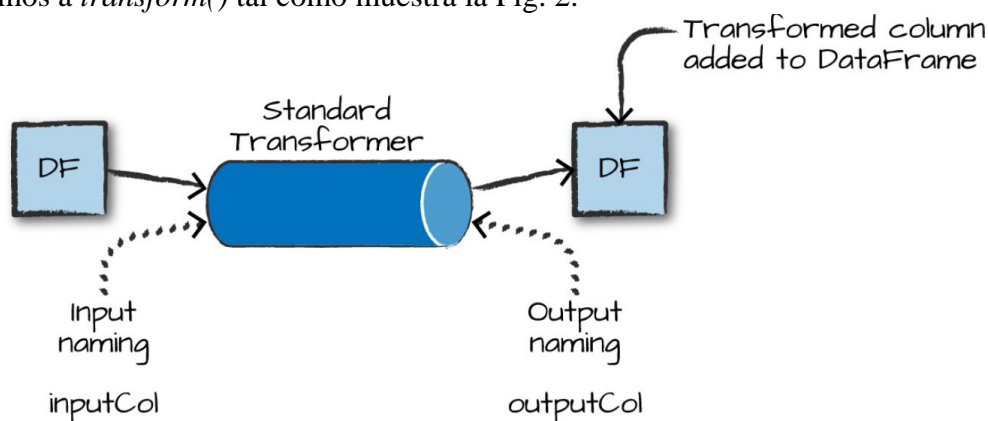 mos a transform() tal como muestra la Fig. 2.
Transformed column
added to DataFrame
Standard
Transformer
DF
DF
Input
naming
Output
naming
inputCol
outputCol